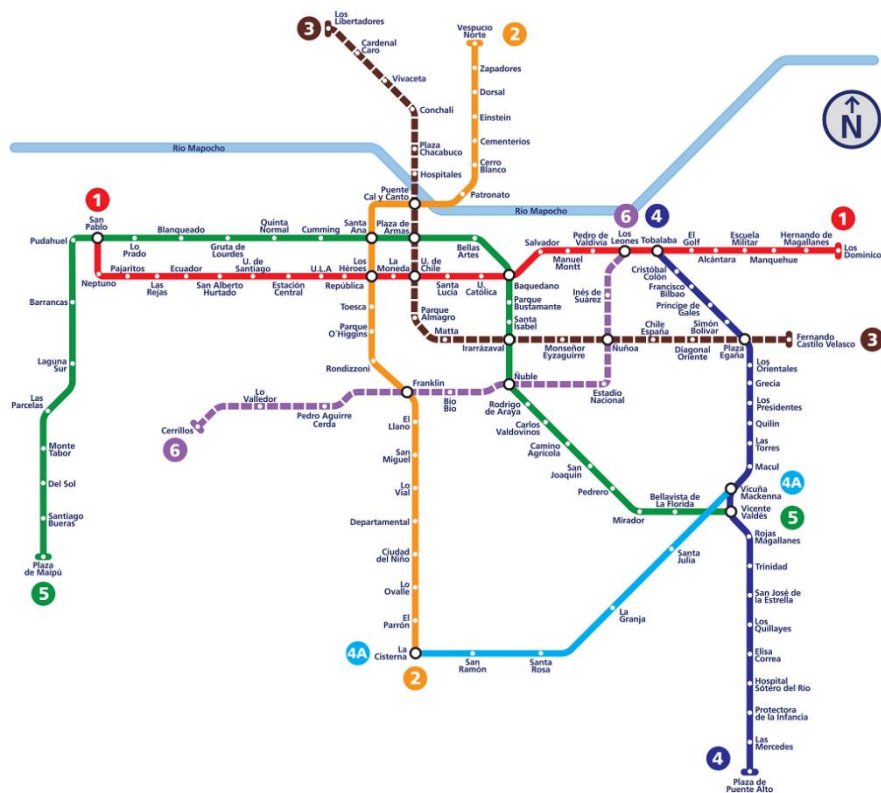 Los
Libertadores
3
Cardenal
Caro
Vivaceta
Conchalí
Plaza
Chacabuco
Hospitales
Vespucio
Norte
2
Zapadores
Dorsal
Einstein
Cementerios
Cerro
Blanco
Patronato
Puente
Cal y Canto
N
Río Mapocho
Río Mapocho
1
San
Pablo
Pudahuel
Lo
Prado
Blanqueado
Gruta de
Lourdes
Quinta
Normal
Cumming
Santa
Ana
Plaza de
Armas
Bellas
Artes
Neptuno
Pajaritos
Las
Rejas
Ecuador
San Alberto
Hurtado
U. de
Santiago
Estación
Central
U.L.A
República
Los
Héroes
La
Moneda
U. de
Chile
Santa
Lucía
U.
Católica
Baquedano
Salvador
Manuel
Montt
Pedro de
Valdivia
6
Los
Leones
4
Tobalaba
El
Golf
Alcántara
Escuela
Militar
Manquehue
Hernando de
Magallanes
1
Los
Dominicos
Barrancas
Laguna
Sur
Las
Parcelas
Monte
Tabor
Del Sol
Santiago
Bueras
Plaza
de Maipú
5
Toesca
Parque
O'Higgins
Rondizzoni
Franklin
El
Llano
San
Miguel
Lo
Vial
Departamental
Ciudad
del Niño
Lo
Ovalle
El
Parrón
4A
La
Cisterna
2
Parque
Almagro
Matta
Irarrázaval
Monseñor
Eyzaguirre
Nuñoa
Chile
España
Diagonal
Oriente
Simón
Bolívar
Plaza
Egaña
Fernando
Castilo Velasco
3
Parque
Bustamante
Santa
Isabel
Inés de
Suárez
Cristóbal
Colón
Francisco
Bilbao
Príncipe de
Gales
Cerrillos
6
Lo
Valledor
Pedro Aguirre
Cerda
Bío
Bío
Ñuble
Estadio
Nacional
Rodrigo
de Araya
Carlos
Valdovinos
Camino
Agrícola
San
Joaquín
Pedrero
Mirador
Bellavista de
La Florida
Los
Orientales
Grecia
Los
Presidentes
Quilín
Las
Torres
Macul
Vicuña
Mackenna
4A
Vicente
Valdés
5
Santa
Julia
La
Granja
Santa
Rosa
San
Ramón
Rojas
Magallanes
Trinidad
San José de
la Estrella
Los
Quillayes
Elisa
Correa
Hospital
Sótero del Río
Protectora
de la Infancia
Las
Mercedes
4
Plaza de
Puente Alto